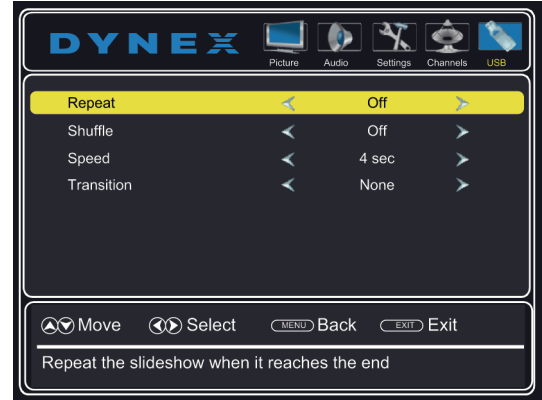 DYNEX
Picture Audio Settings Channels USB
Repeat Off
Shuffle Off
Speed 4 sec
Transition None
Move Select MENU Back EXIT Exit
Repeat the slideshow when it reaches the end